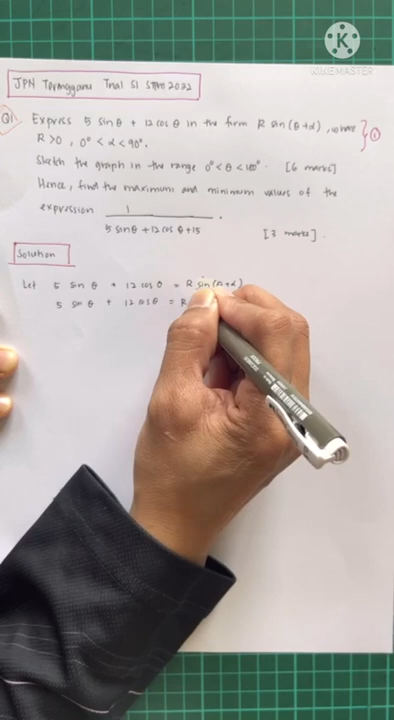 K
KINEMASTER
JPN Terengganu Trial S1 STPM 2022
Q1 Express 5 sin θ + 12 cos θ in the form R sin (θ+α), where
R > 0, 0° < α < 90°. ①
Sketch the graph in the range 0° < θ < 180°. [6 marks]
Hence, find the maximum and minimum values of the
expression 1
5 sin θ + 12 cos θ + 15
[3 marks].
Solution
Let 5 sin θ + 12 cos θ = R sin (θ+α)
5 sin θ + 12 cos θ = R